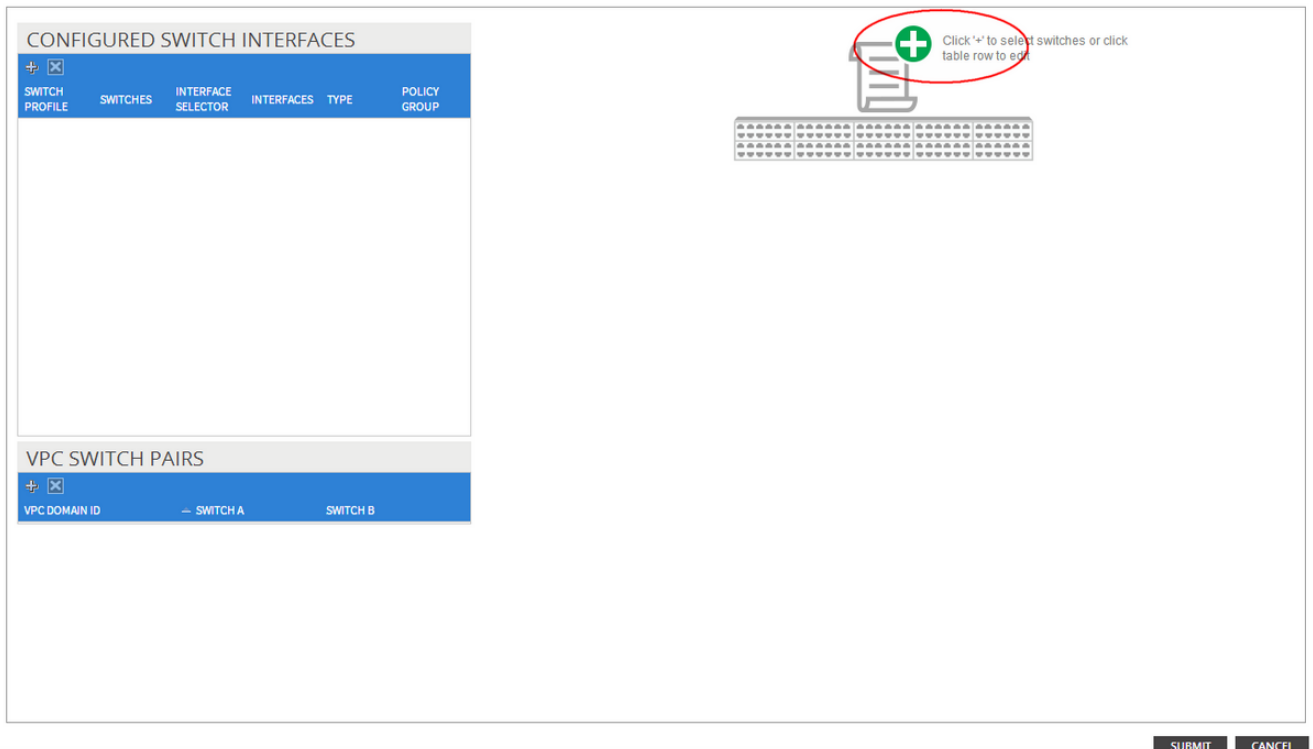 CONFIGURED SWITCH INTERFACES
SWITCH
PROFILE
SWITCHES
INTERFACE
SELECTOR
INTERFACES
TYPE
POLICY
GROUP
Click '+' to select switches or click
table row to edit
VPC SWITCH PAIRS
VPC DOMAIN ID
SWITCH A
SWITCH B
SUBMIT
CANCEL